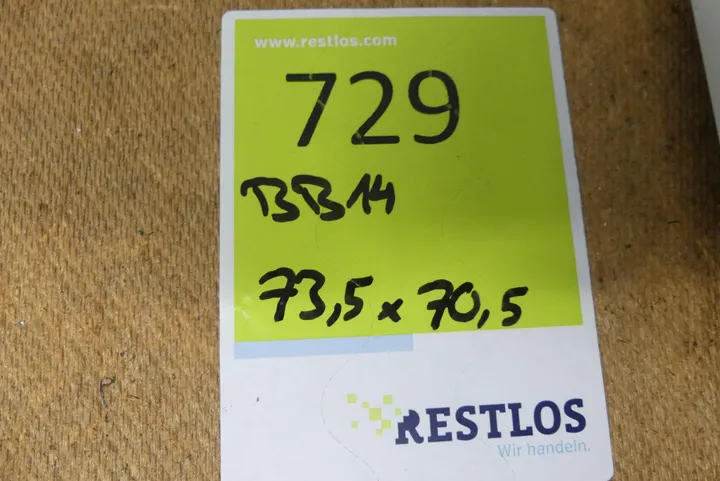 www.restlos.com
729
BB14
73,5 x 70,5
RESTLOS
Wir handeln.